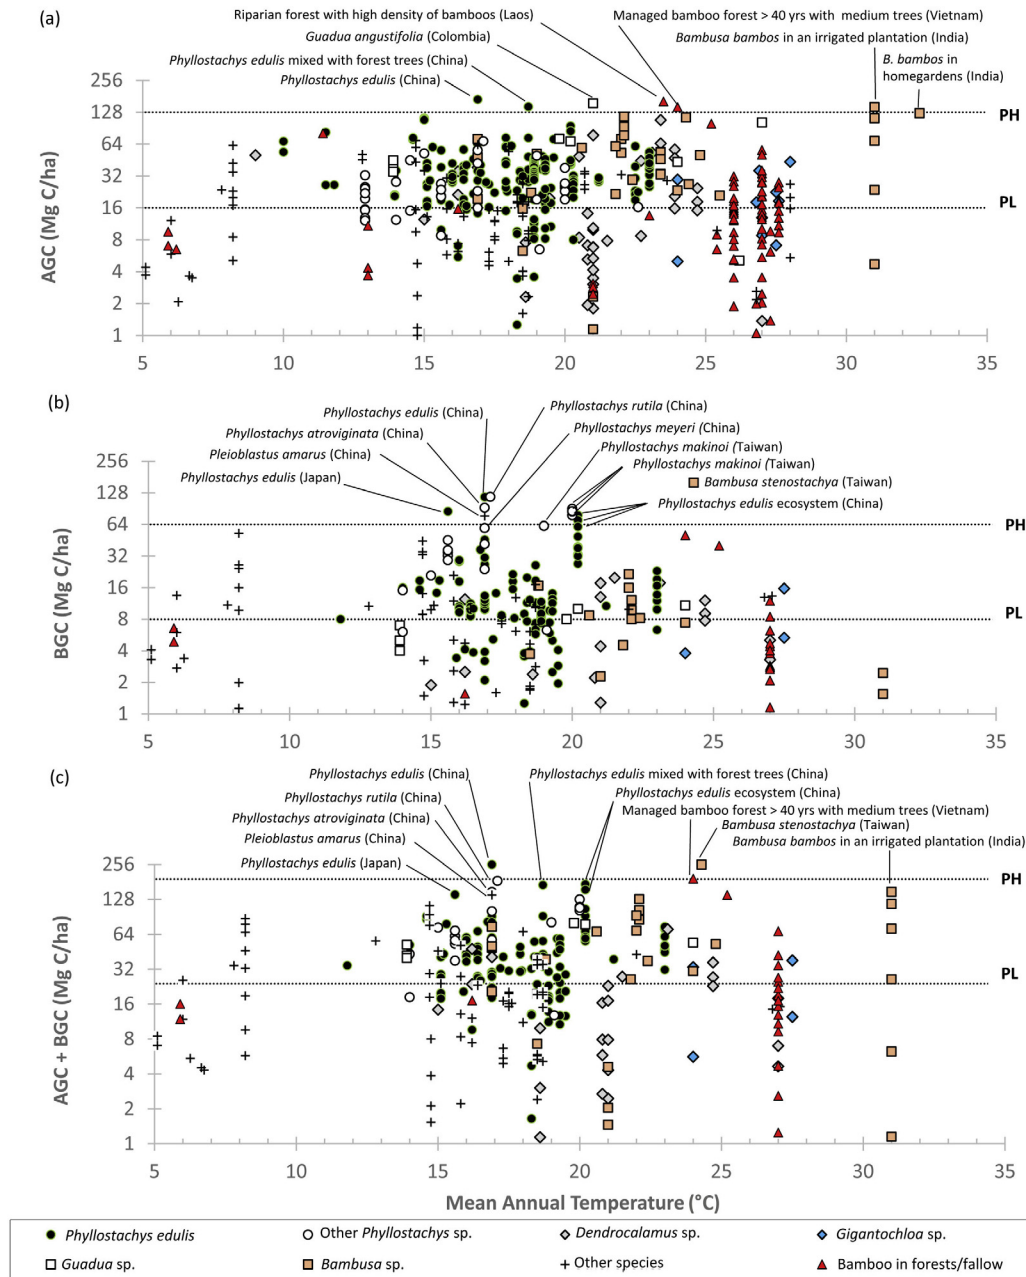 (a)
Riparian forest with high density of bamboos (Laos)
Managed bamboo forest > 40 yrs with medium trees (Vietnam)
Guadua angustifolia (Colombia)
Bambusa bambos in an irrigated plantation (India)
Phyllostachys edulis mixed with forest trees (China)
B. bambos in
homegardens (India)
Phyllostachys edulis (China)
AGC (Mg C/ha)
256
128
64
32
16
8
4
2
1
PH
PL
5 10 15 20 25 30 35
(b)
Phyllostachys edulis (China)
Phyllostachys rutila (China)
Phyllostachys atroviginata (China)
Phyllostachys meyeri (China)
Pleioblastus amarus (China)
Phyllostachys makinoi (Taiwan)
Phyllostachys makinoi (Taiwan)
Phyllostachys edulis (Japan)
Bambusa stenostachya (Taiwan)
Phyllostachys edulis ecosystem (China)
BGC (Mg C/ha)
256
128
64
32
16
8
4
2
1
PH
PL
5 10 15 20 25 30 35
(c)
Phyllostachys edulis (China)
Phyllostachys edulis mixed with forest trees (China)
Phyllostachys rutila (China)
Phyllostachys edulis ecosystem (China)
Phyllostachys atroviginata (China)
Managed bamboo forest > 40 yrs with medium trees (Vietnam)
Pleioblastus amarus (China)
Bambusa stenostachya (Taiwan)
Phyllostachys edulis (Japan)
Bambusa bambos in an irrigated plantation (India)
AGC + BGC (Mg C/ha)
256
128
64
32
16
8
4
2
1
PH
PL
5 10 15 20 25 30 35
Mean Annual Temperature (°C)
Phyllostachys edulis
Other Phyllostachys sp.
Dendrocalamus sp.
Gigantochloa sp.
Guadua sp.
Bambusa sp.
Other species
Bamboo in forests/fallow